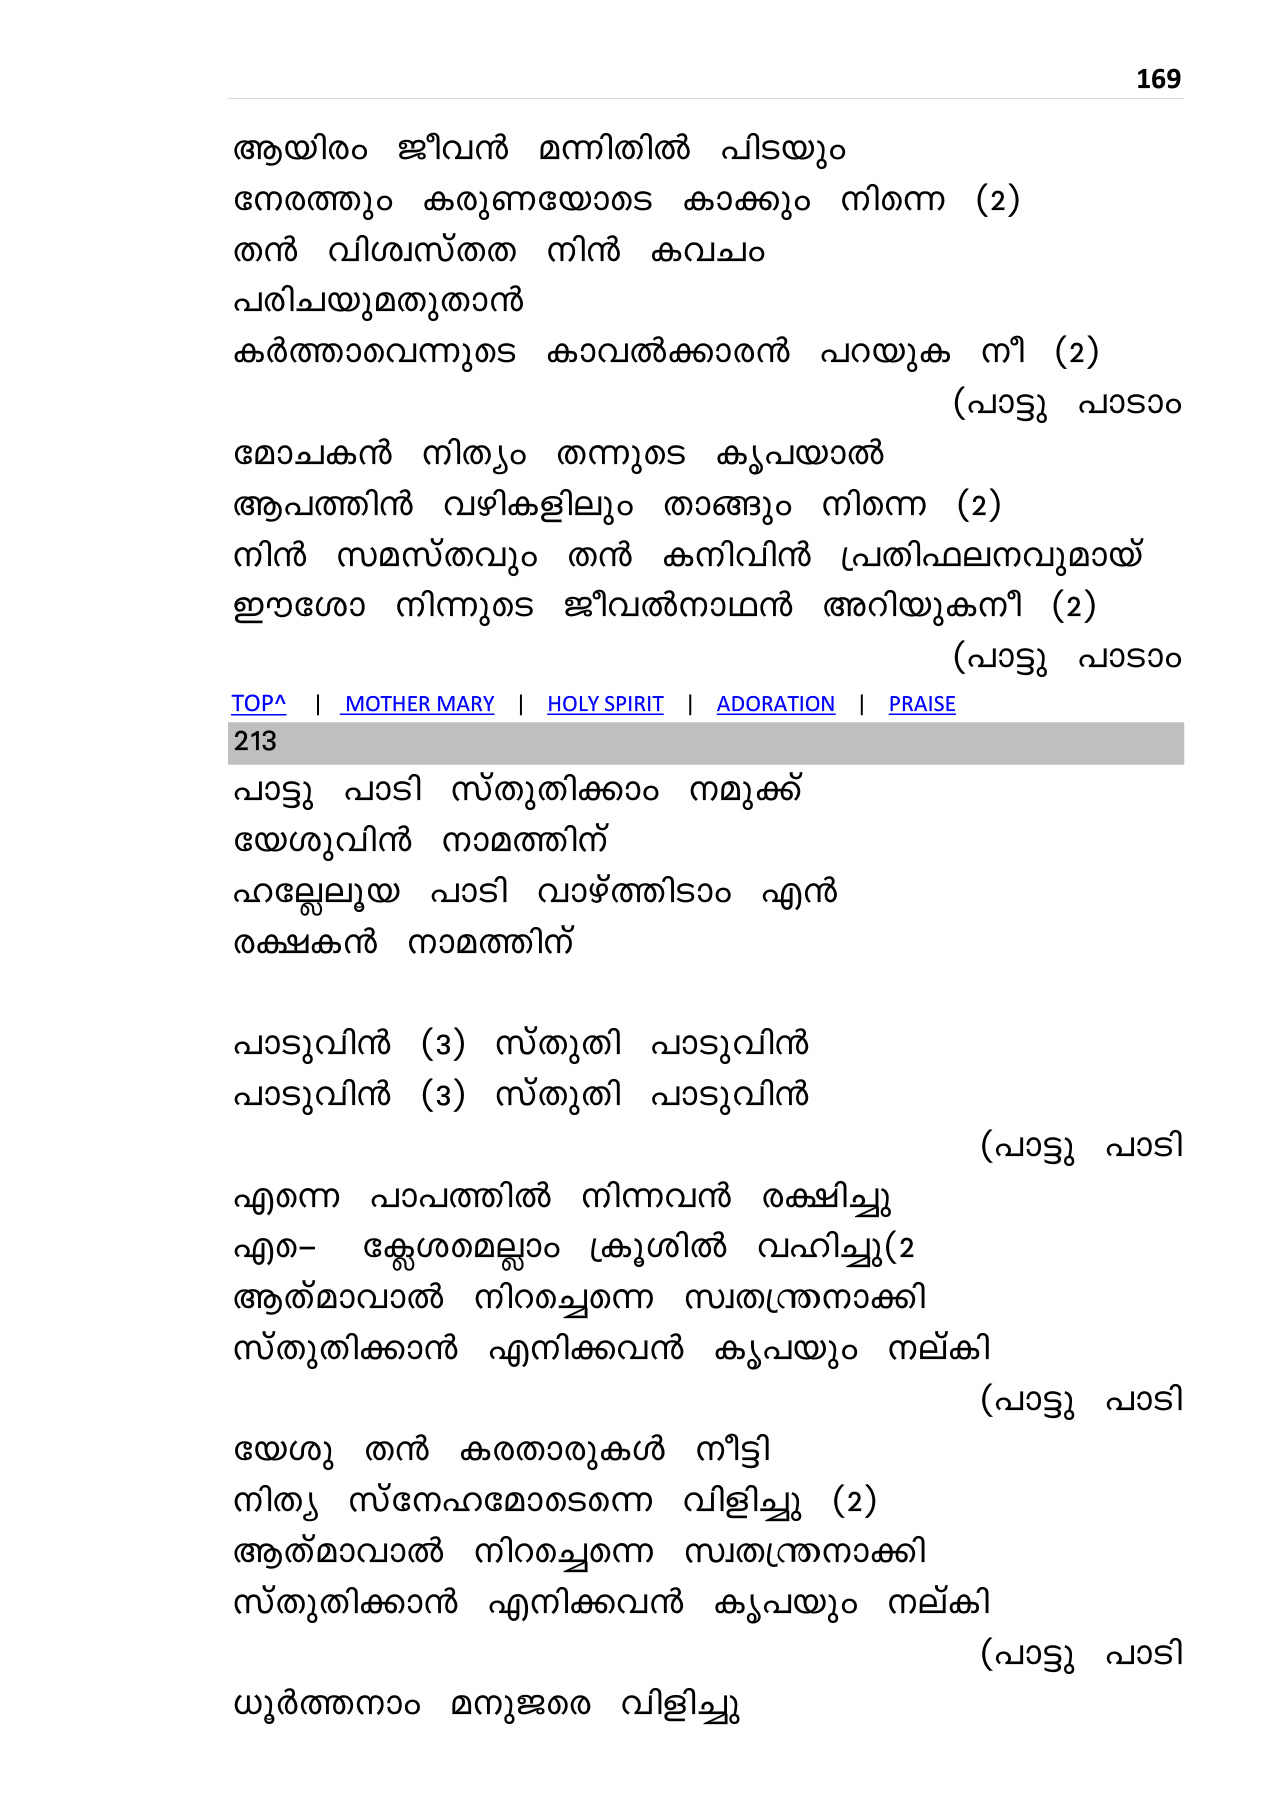 169
ആയിരം ജീവൻ മന്നിതിൽ പിടയും
നേരത്തും കരുണയോടെ കാക്കും നിന്നെ (2)
തൻ വിശ്വസ്തത നിൻ കവചം
പരിചയുമതുതാൻ
കർത്താവെന്നുടെ കാവൽക്കാരൻ പറയുക നീ (2)
(പാട്ടു പാടാം
മോചകൻ നിത്യം തന്നുടെ കൃപയാൽ
ആപത്തിൻ വഴികളിലും താങ്ങും നിന്നെ (2)
നിൻ സമസ്തവും തൻ കനിവിൻ പ്രതിഫലനവുമായ്
ഈശോ നിന്നുടെ ജീവൽനാഥൻ അറിയുകനീ (2)
(പാട്ടു പാടാം
TOP^ | MOTHER MARY | HOLY SPIRIT | ADORATION | PRAISE
213
പാട്ടു പാടി സ്തുതിക്കാം നമുക്ക്
യേശുവിൻ നാമത്തിന്
ഹല്ലേലൂയ പാടി വാഴ്ത്തിടാം എൻ
രക്ഷകൻ നാമത്തിന്
പാടുവിൻ (3) സ്തുതി പാടുവിൻ
പാടുവിൻ (3) സ്തുതി പാടുവിൻ
(പാട്ടു പാടി
എന്നെ പാപത്തിൽ നിന്നവൻ രക്ഷിച്ചു
എെ– ക്ലേശമെല്ലാം ക്രൂശിൽ വഹിച്ചു(2
ആത്മാവാൽ നിറച്ചെന്നെ സ്വതന്ത്രനാക്കി
സ്തുതിക്കാൻ എനിക്കവൻ കൃപയും നല്കി
(പാട്ടു പാടി
യേശു തൻ കരതാരുകൾ നീട്ടി
നിത്യ സ്നേഹമോടെന്നെ വിളിച്ചു (2)
ആത്മാവാൽ നിറച്ചെന്നെ സ്വതന്ത്രനാക്കി
സ്തുതിക്കാൻ എനിക്കവൻ കൃപയും നല്കി
(പാട്ടു പാടി
ധൂർത്തനാം മനുജരെ വിളിച്ചു